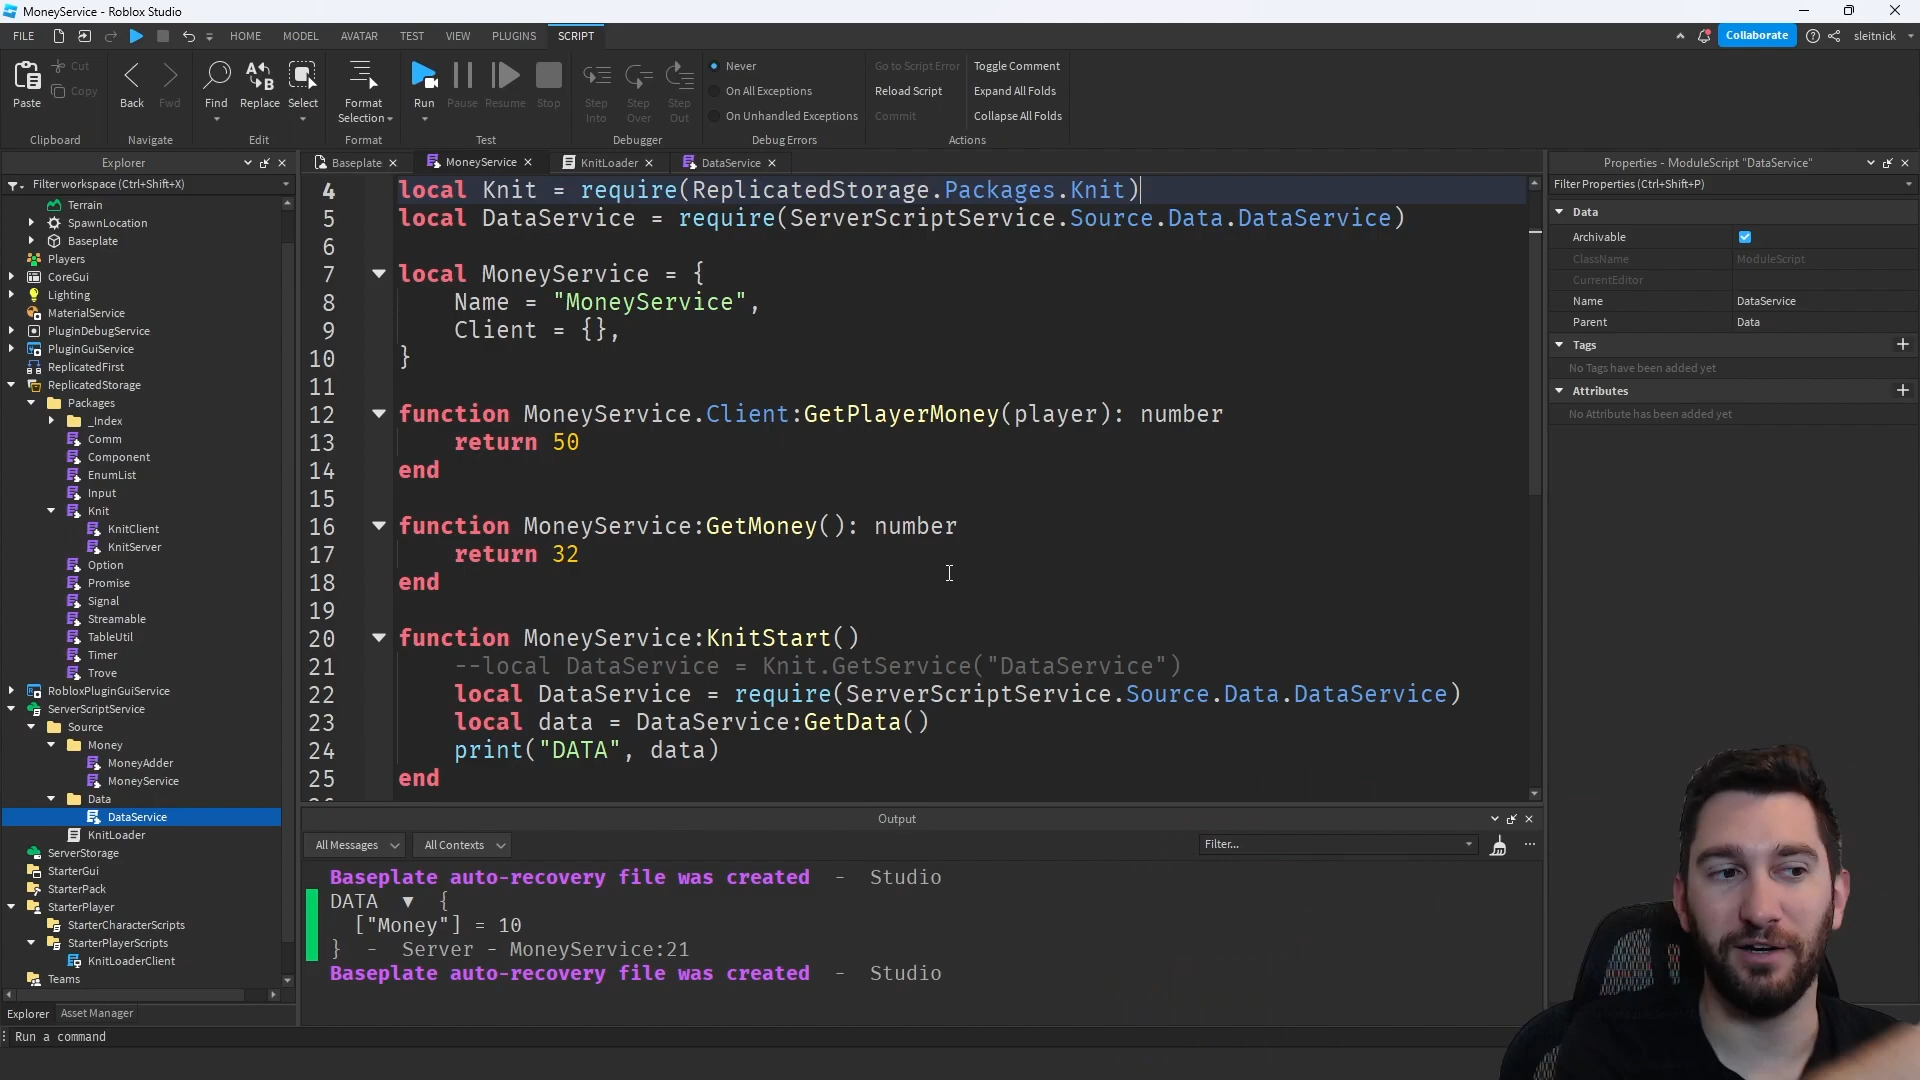 MoneyService - Roblox Studio
FILE
HOME
MODEL
AVATAR
TEST
VIEW
PLUGINS
SCRIPT
Collaborate
sleitnick
Paste
Cut
Copy
Clipboard
Back
Fwd
Navigate
Find
Replace
Select
Edit
Format
Selection
Format
Run
Pause
Resume
Stop
Test
Step
Into
Step
Over
Step
Out
Debugger
Never
On All Exceptions
On Unhandled Exceptions
Debug Errors
Go to Script Error
Reload Script
Commit
Toggle Comment
Expand All Folds
Collapse All Folds
Actions
Explorer
Filter workspace (Ctrl+Shift+X)
Terrain
SpawnLocation
Baseplate
Players
CoreGui
Lighting
MaterialService
PluginDebugService
PluginGuiService
ReplicatedFirst
ReplicatedStorage
Packages
_Index
Comm
Component
EnumList
Input
Knit
KnitClient
KnitServer
Option
Promise
Signal
Streamable
TableUtil
Timer
Trove
RobloxPluginGuiService
ServerScriptService
Source
Money
MoneyAdder
MoneyService
Data
DataService
KnitLoader
ServerStorage
StarterGui
StarterPack
StarterPlayer
StarterCharacterScripts
StarterPlayerScripts
KnitLoaderClient
Teams
Explorer
Asset Manager
Run a command
Baseplate
MoneyService
KnitLoader
DataService
4 local Knit = require(ReplicatedStorage.Packages.Knit)
5 local DataService = require(ServerScriptService.Source.Data.DataService)
6
7 local MoneyService = {
8 Name = "MoneyService",
9 Client = {},
10 }
11
12 function MoneyService.Client:GetPlayerMoney(player): number
13 return 50
14 end
15
16 function MoneyService:GetMoney(): number
17 return 32
18 end
19
20 function MoneyService:KnitStart()
21 --local DataService = Knit.GetService("DataService")
22 local DataService = require(ServerScriptService.Source.Data.DataService)
23 local data = DataService:GetData()
24 print("DATA", data)
25 end
Output
All Messages
All Contexts
Filter...
Baseplate auto-recovery file was created - Studio
DATA ▼ {
["Money"] = 10
} - Server - MoneyService:21
Baseplate auto-recovery file was created - Studio
Properties - ModuleScript "DataService"
Filter Properties (Ctrl+Shift+P)
Data
Archivable
ClassName ModuleScript
CurrentEditor
Name DataService
Parent Data
Tags
No Tags have been added yet
Attributes
No Attribute has been added yet